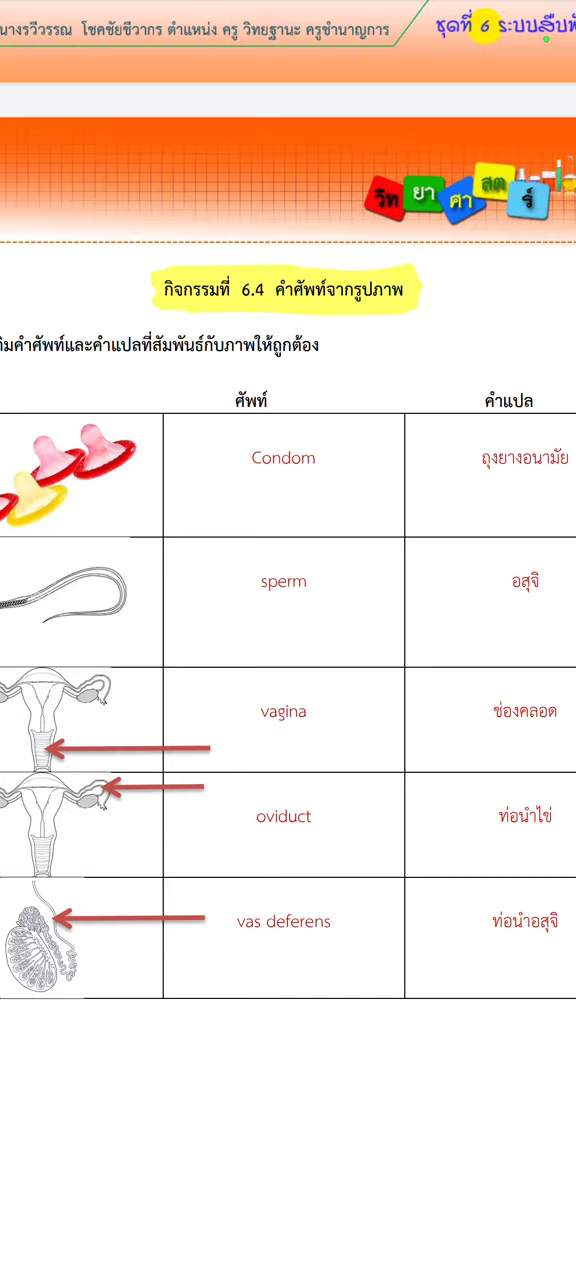 นางรวีวรรณ โชคชัยชีวากร ตำแหน่ง ครู วิทยฐานะ ครูชำนาญการ
ชุดที่ 6 ระบบสืบพั
วิทยาศาสตร์
กิจกรรมที่ 6.4 คำศัพท์จากรูปภาพ
ติมคำศัพท์และคำแปลที่สัมพันธ์กับภาพให้ถูกต้อง
ศัพท์ คำแปล
Condom ถุงยางอนามัย
sperm อสุจิ
vagina ช่องคลอด
oviduct ท่อนำไข่
vas deferens ท่อนำอสุจิ